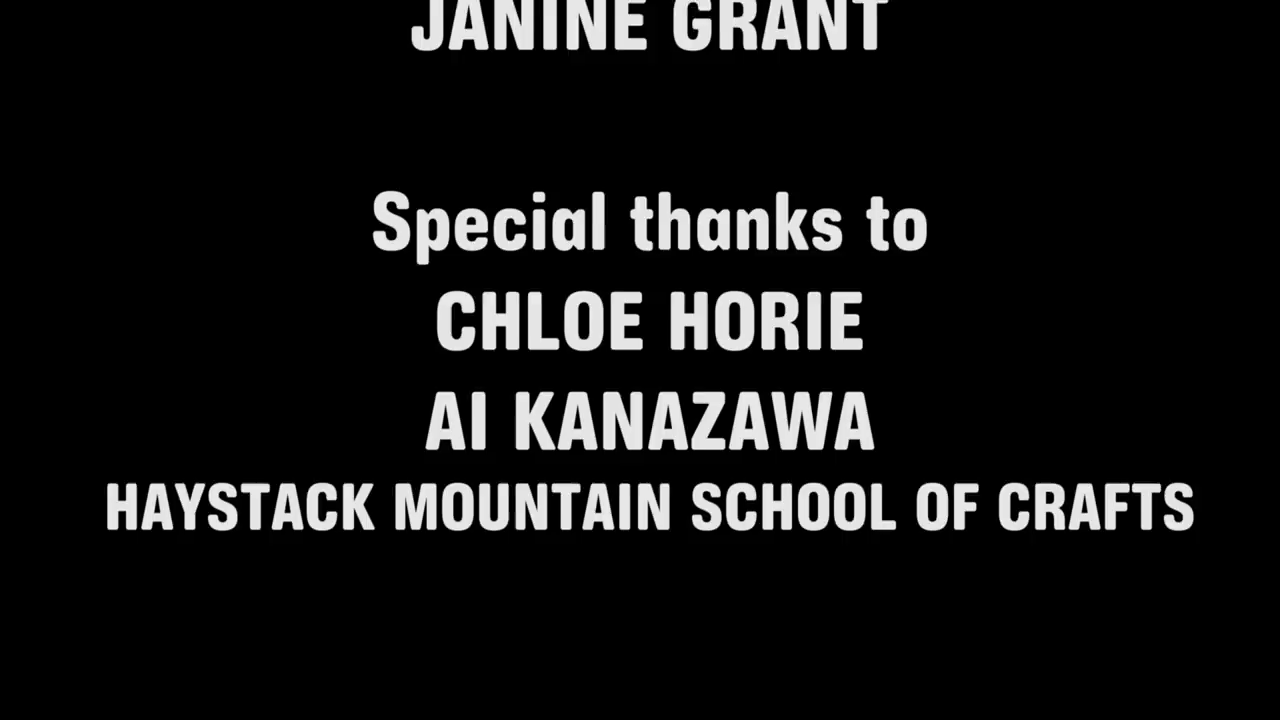 JANINE GRANT
Special thanks to
CHLOE HORIE
AI KANAZAWA
HAYSTACK MOUNTAIN SCHOOL OF CRAFTS